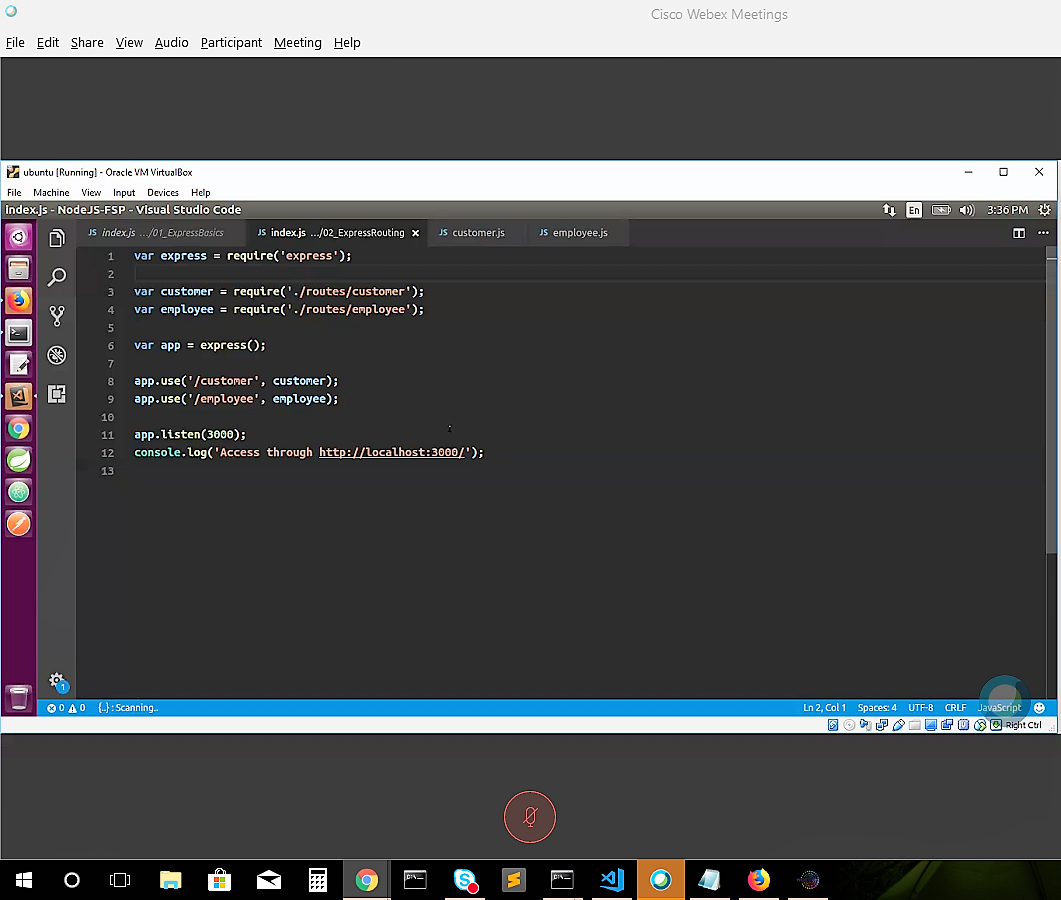 Cisco Webex Meetings
File Edit Share View Audio Participant Meeting Help
ubuntu [Running] - Oracle VM VirtualBox
File Machine View Input Devices Help
index.js - NodeJS-FSP - Visual Studio Code
En
3:36 PM
JS index.js .../01_ExpressBasics
JS index.js .../02_ExpressRouting
JS customer.js
JS employee.js
1 var express = require('express');
2
3 var customer = require('./routes/customer');
4 var employee = require('./routes/employee');
5
6 var app = express();
7
8 app.use('/customer', customer);
9 app.use('/employee', employee);
10
11 app.listen(3000);
12 console.log('Access through http://localhost:3000/');
13
1
0 0 {..} : Scanning..
Ln 2, Col 1 Spaces: 4 UTF-8 CRLF JavaScript
Right Ctrl